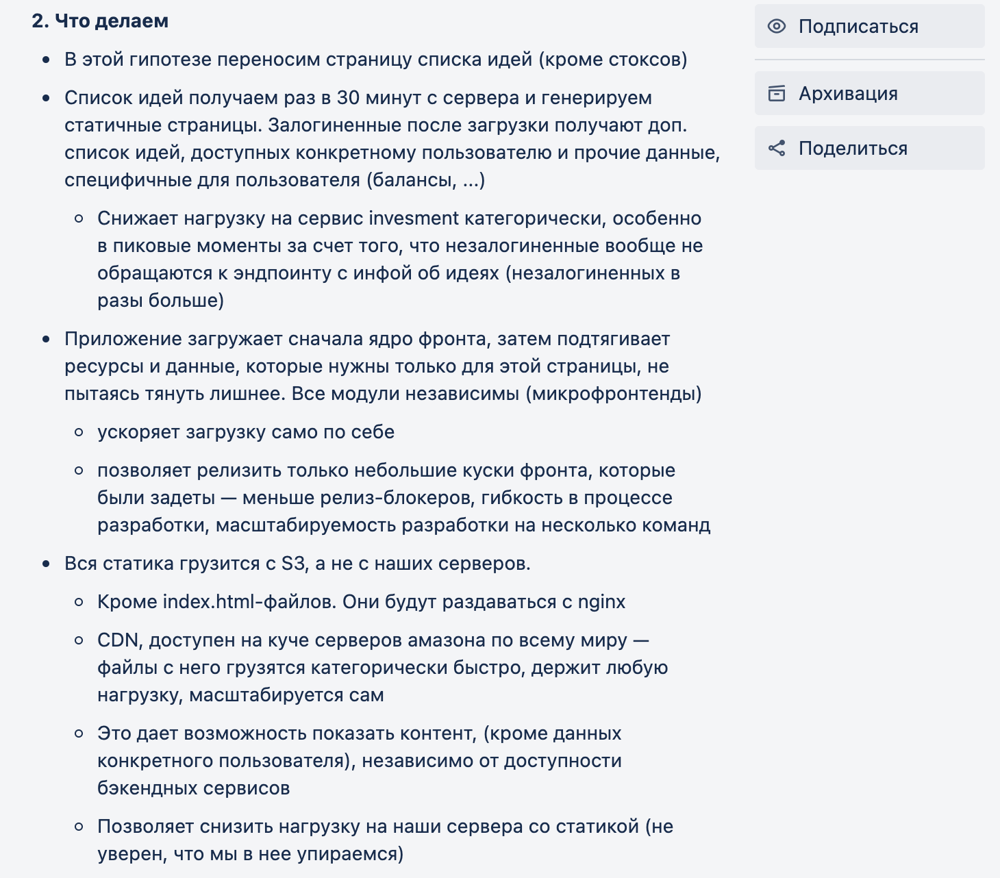 2. Что делаем
В этой гипотезе переносим страницу списка идей (кроме стоксов)
Список идей получаем раз в 30 минут с сервера и генерируем
статичные страницы. Залогиненные после загрузки получают доп.
список идей, доступных конкретному пользователю и прочие данные,
специфичные для пользователя (балансы, ...)
Снижает нагрузку на сервис invesment категорически, особенно
в пиковые моменты за счет того, что незалогиненные вообще не
обращаются к эндпоинту с инфой об идеях (незалогиненных в
разы больше)
Приложение загружает сначала ядро фронта, затем подтягивает
ресурсы и данные, которые нужны только для этой страницы, не
пытаясь тянуть лишнее. Все модули независимы (микрофронтенды)
ускоряет загрузку само по себе
позволяет релизить только небольшие куски фронта, которые
были задеты — меньше релиз-блокеров, гибкость в процессе
разработки, масштабируемость разработки на несколько команд
Вся статика грузится с S3, а не с наших серверов.
Кроме index.html-файлов. Они будут раздаваться с nginx
CDN, доступен на куче серверов амазона по всему миру —
файлы с него грузятся категорически быстро, держит любую
нагрузку, масштабируется сам
Это дает возможность показать контент, (кроме данных
конкретного пользователя), независимо от доступности
бэкендных сервисов
Позволяет снизить нагрузку на наши сервера со статикой (не
уверен, что мы в нее упираемся)
Подписаться
Архивация
Поделиться